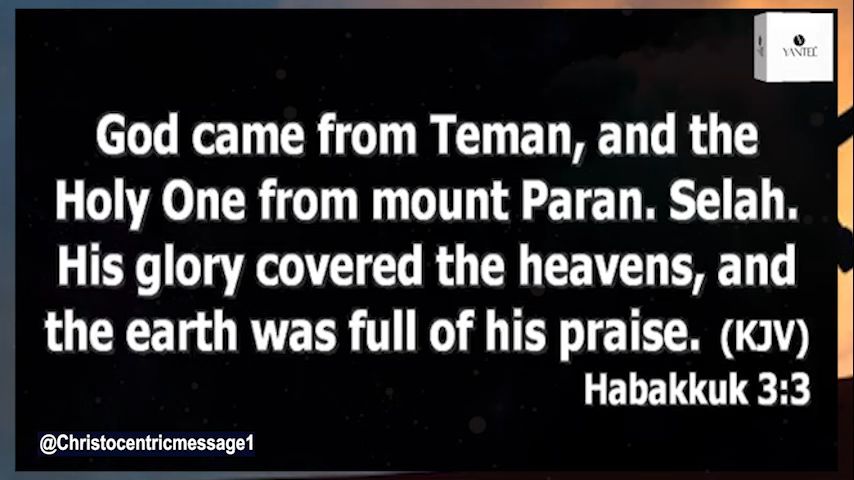 YANTEC
God came from Teman, and the
Holy One from mount Paran. Selah.
His glory covered the heavens, and
the earth was full of his praise. (KJV)
Habakkuk 3:3
@Christocentricmessage1